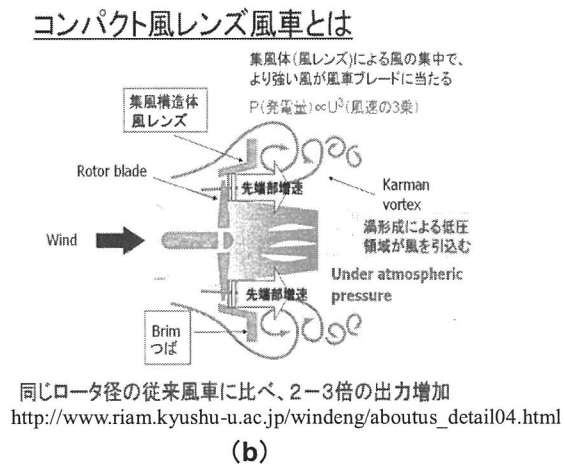 コンパクト風レンズ風車とは
集風体(風レンズ)による風の集中で、
より強い風が風車ブレードに当たる
P(発電量)∝U³(風速の3乗)
集風構造体
風レンズ
Rotor blade
先端部増速
Karman
vortex
渦形成による低圧
領域が風を引込む
Wind
Under atmospheric
pressure
先端部増速
Brim
つば
同じロータ径の従来風車に比べ、2-3倍の出力増加
http://www.riam.kyushu-u.ac.jp/windeng/aboutus_detail04.html
(b)